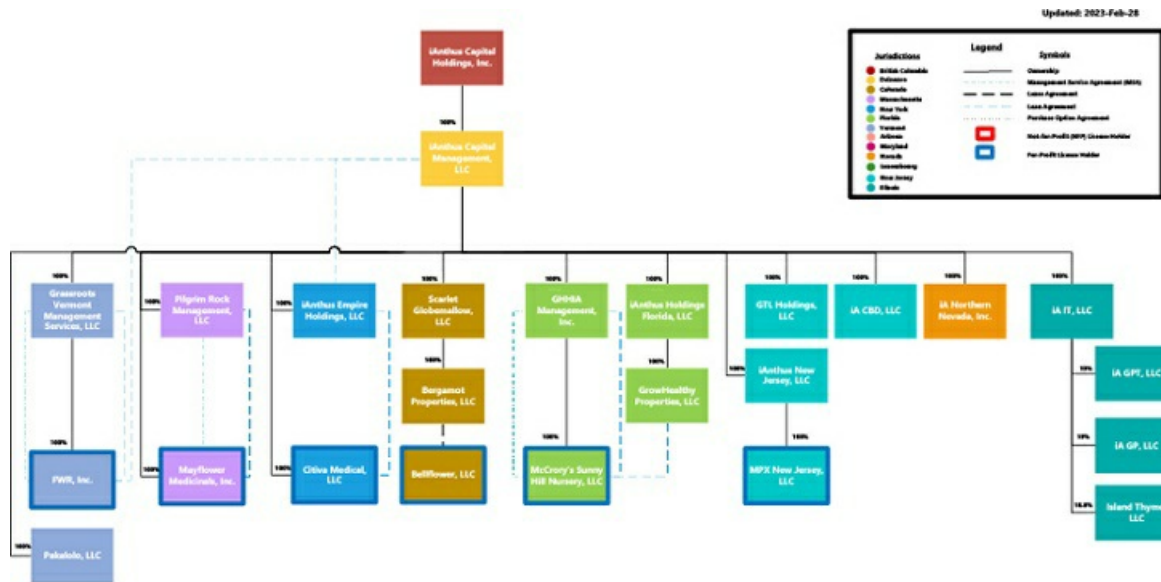 Updated: 2023-Feb-28
Legend
Jurisdictions
Symbols
British Columbia
Delaware
Colorado
Massachusetts
New York
Florida
Vermont
Arizona
Maryland
Nevada
Luxembourg
New Jersey
Illinois
Ownership
Management Service Agreement (MSA)
Lease Agreement
Loan Agreement
Purchase Option Agreement
Not-for-Profit (NFP) License Holder
For-Profit License Holder
iAnthus Capital
Holdings, Inc.
100%
iAnthus Capital
Management,
LLC
100%
Grassroots
Vermont
Management
Services, LLC
100%
Pilgrim Rock
Management,
LLC
100%
iAnthus Empire
Holdings, LLC
100%
Scarlet
Globemallow,
LLC
100%
GHHIA
Management,
Inc.
100%
iAnthus Holdings
Florida, LLC
100%
GTL Holdings,
LLC
100%
iA CBD, LLC
100%
iA Northern
Nevada, Inc.
100%
iA IT, LLC
100%
Bergamot
Properties, LLC
100%
GrowHealthy
Properties, LLC
100%
iAnthus New
Jersey, LLC
iA GPT, LLC
iA GP, LLC
Island Thyme
LLC
100%
FWR, Inc.
100%
Mayflower
Medicinals, Inc.
100%
Citiva Medical,
LLC
Bellflower, LLC
100%
McCrory's Sunny
Hill Nursery, LLC
100%
MPX New Jersey,
LLC
100%
Pakalolo, LLC